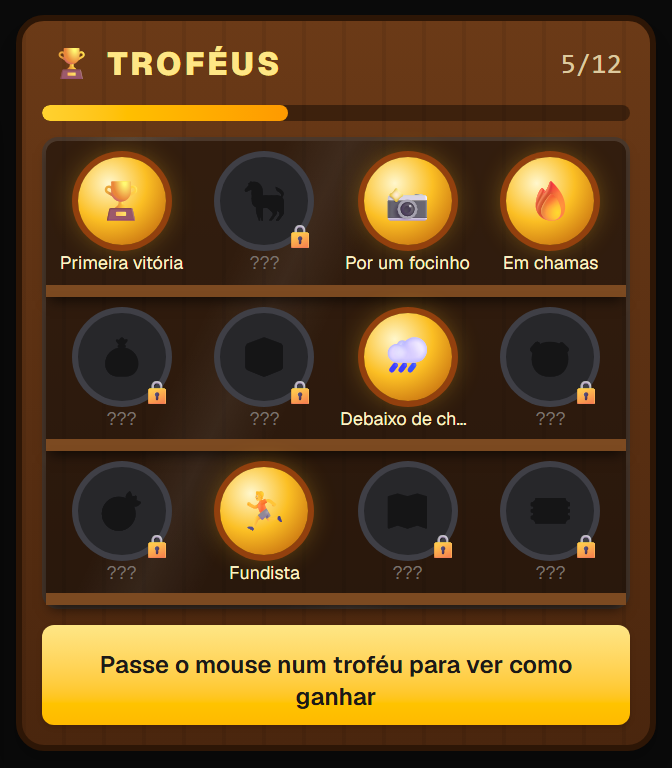 TROFÉUS
5/12
Primeira vitória
???
Por um focinho
Em chamas
???
???
Debaixo de ch...
???
???
Fundista
???
???
Passe o mouse num troféu para ver como
ganhar